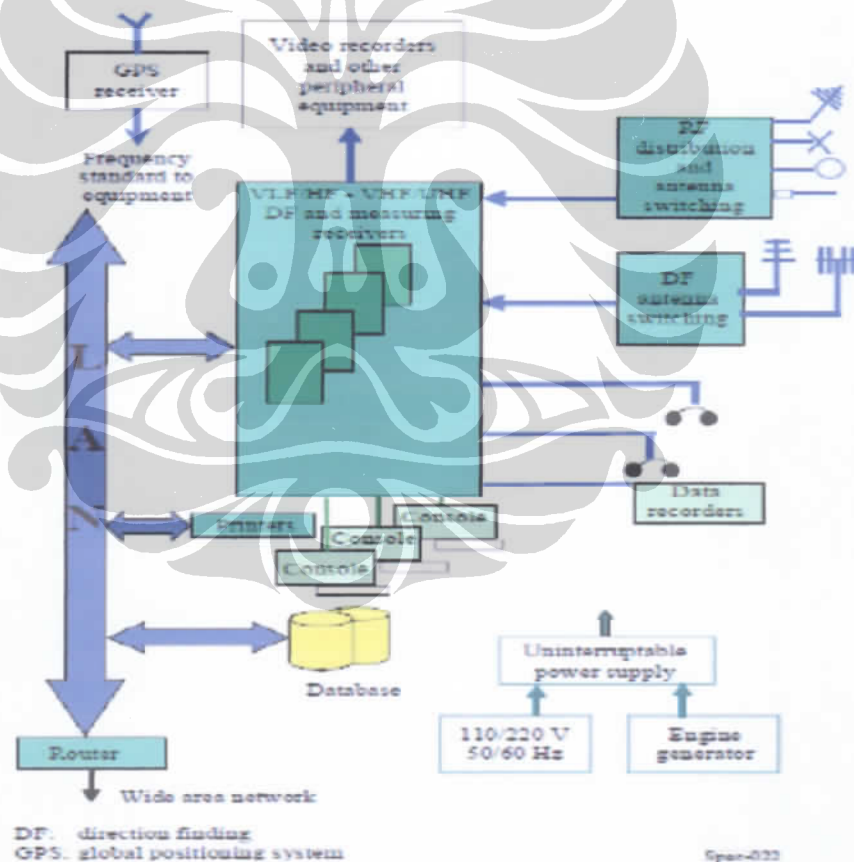 GPS
receiver
Video recorders
and other
peripheral
equipment
Frequency
standard to
equipment
VLF/HF - VHF/UHF
DF and measuring
receivers
RF
distribution
and
antenna
switching
DF
antenna
switching
L
A
N
Data
recorders
Printers
Console
Console
Console
Database
Uninterruptable
power supply
110/220 V
50/60 Hz
Engine
generator
Router
Wide area network
DF: direction finding
GPS: global positioning system
Spec-022